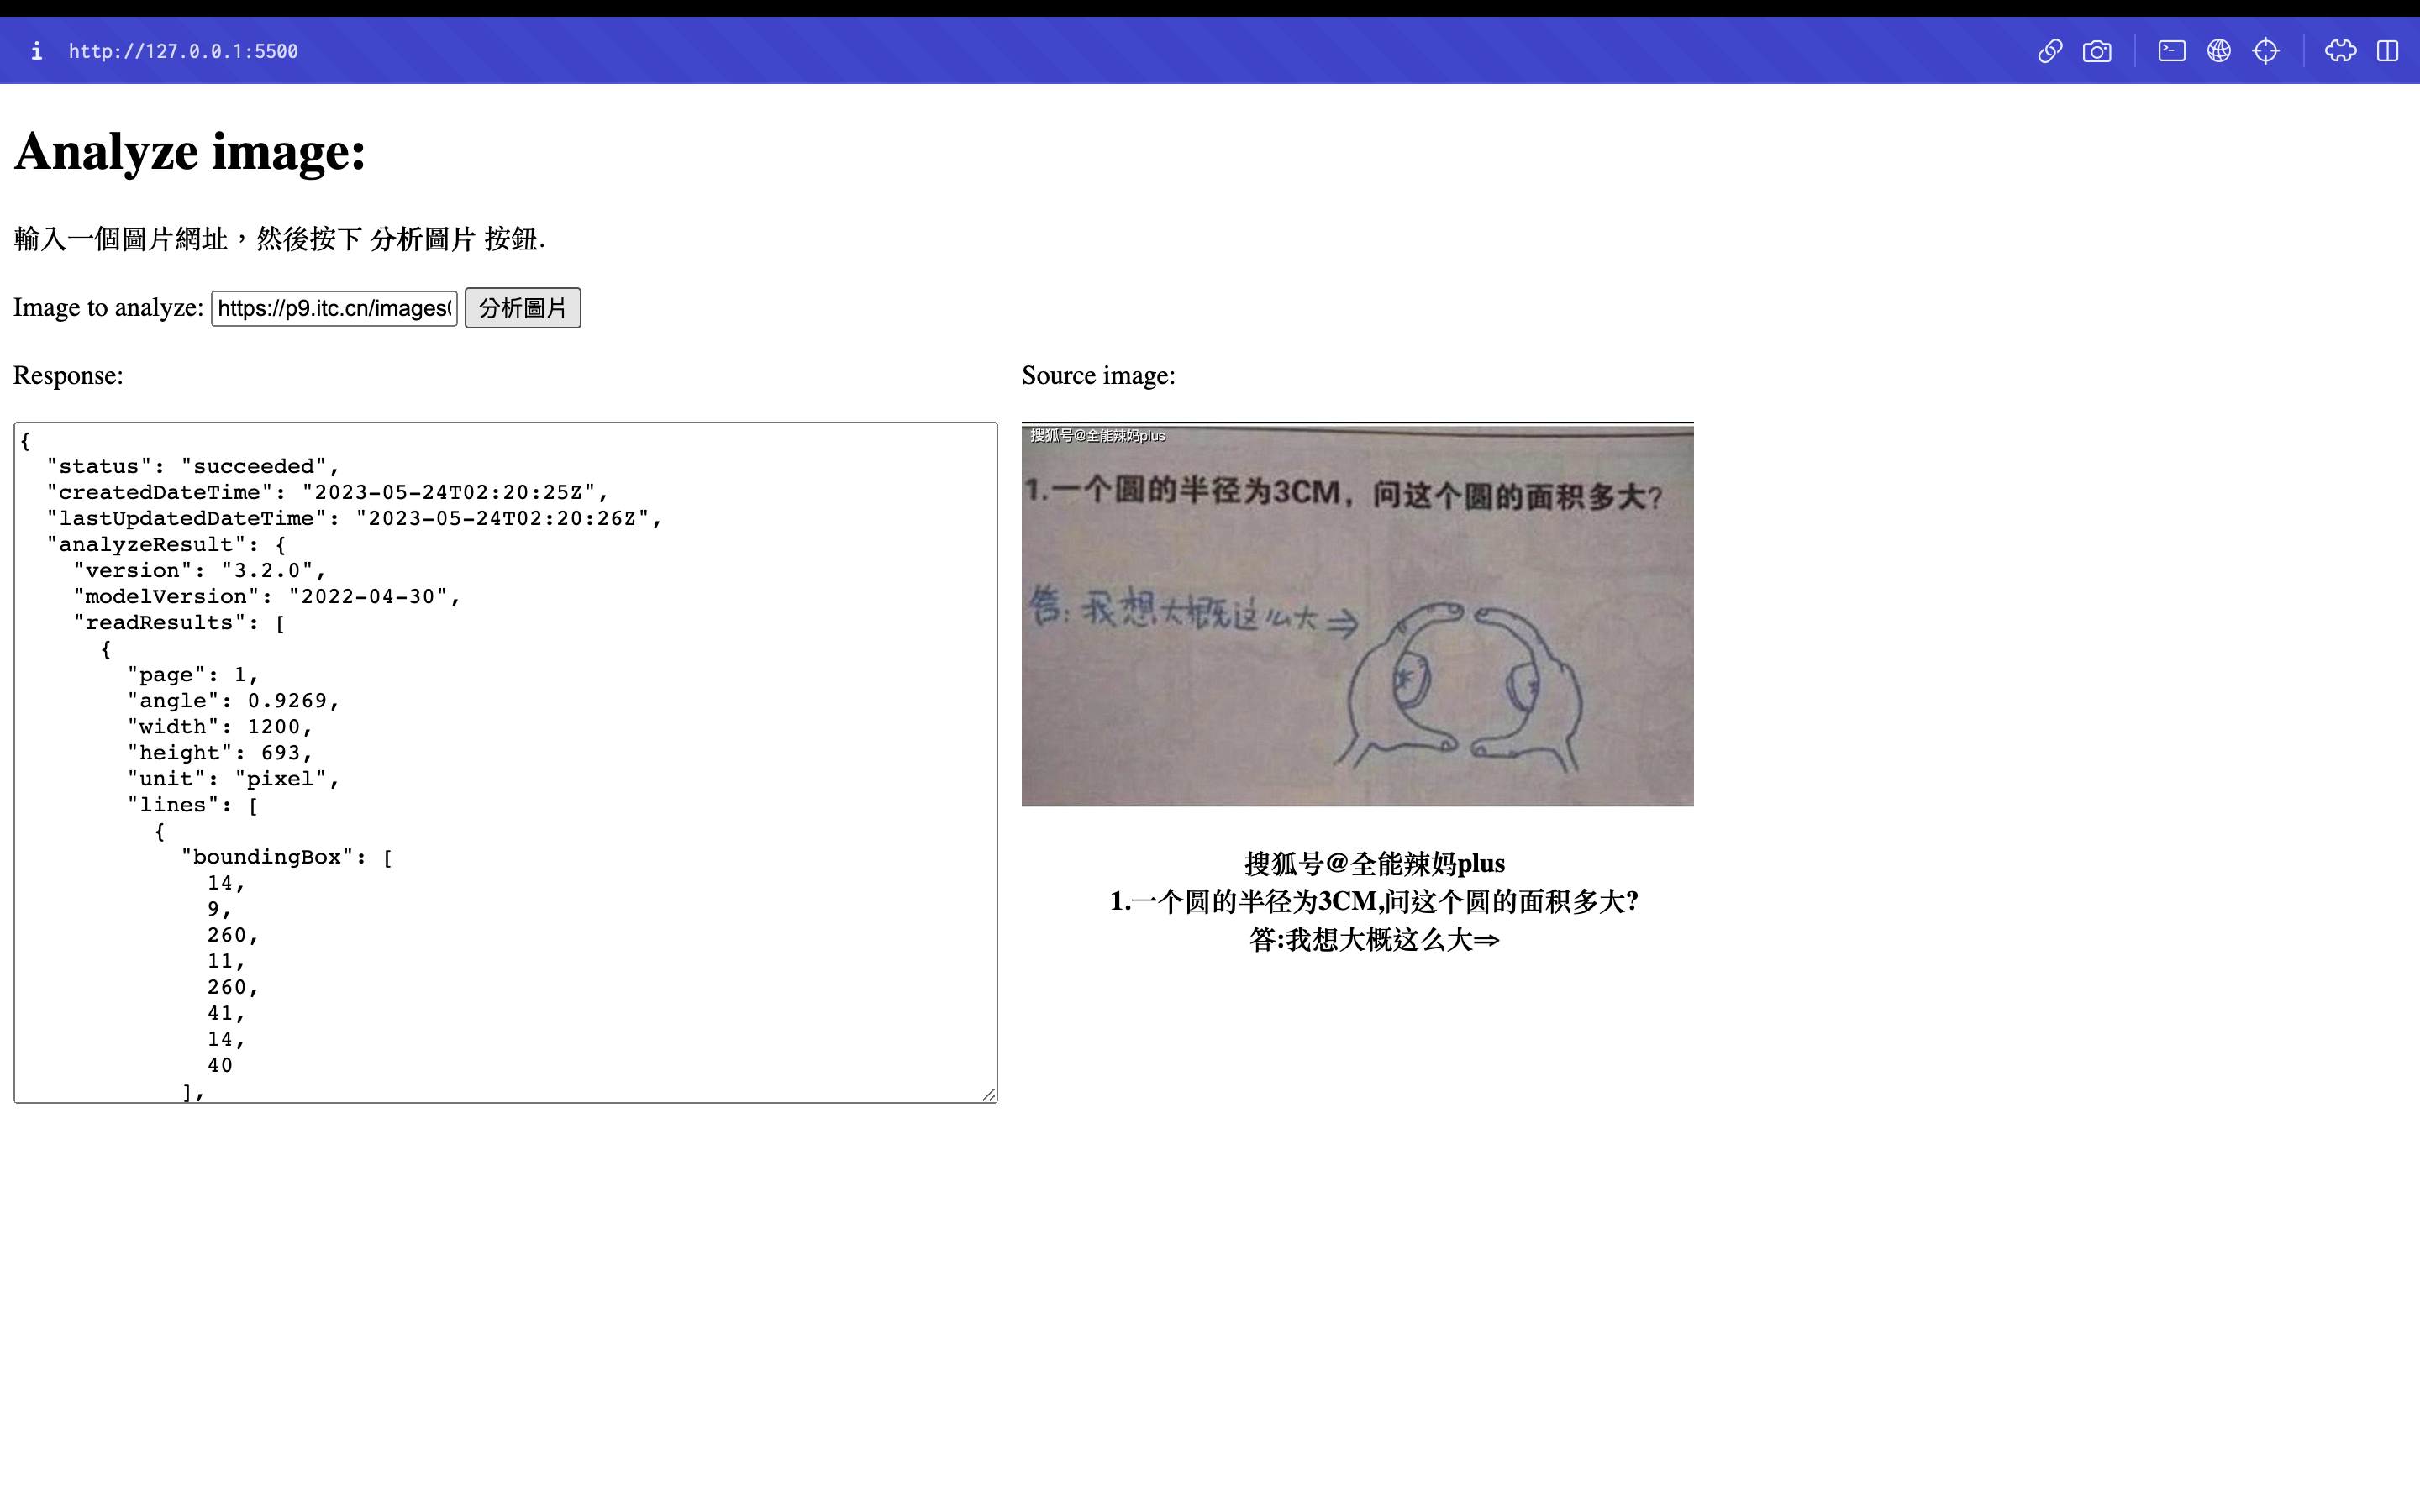 i http://127.0.0.1:5500
Analyze image:
輸入一個圖片網址，然後按下 分析圖片 按鈕.
Image to analyze: https://p9.itc.cn/images( 分析圖片
Response:
{
"status": "succeeded",
"createdDateTime": "2023-05-24T02:20:25Z",
"lastUpdatedDateTime": "2023-05-24T02:20:26Z",
"analyzeResult": {
"version": "3.2.0",
"modelVersion": "2022-04-30",
"readResults": [
{
"page": 1,
"angle": 0.9269,
"width": 1200,
"height": 693,
"unit": "pixel",
"lines": [
{
"boundingBox": [
14,
9,
260,
11,
260,
41,
14,
40
],
Source image:
搜狐号@全能辣妈plus
1.一个圆的半径为3CM，问这个圆的面积多大?
答: 我想大概这么大⇒
搜狐号@全能辣妈plus
1.一个圆的半径为3CM,问这个圆的面积多大?
答:我想大概这么大⇒